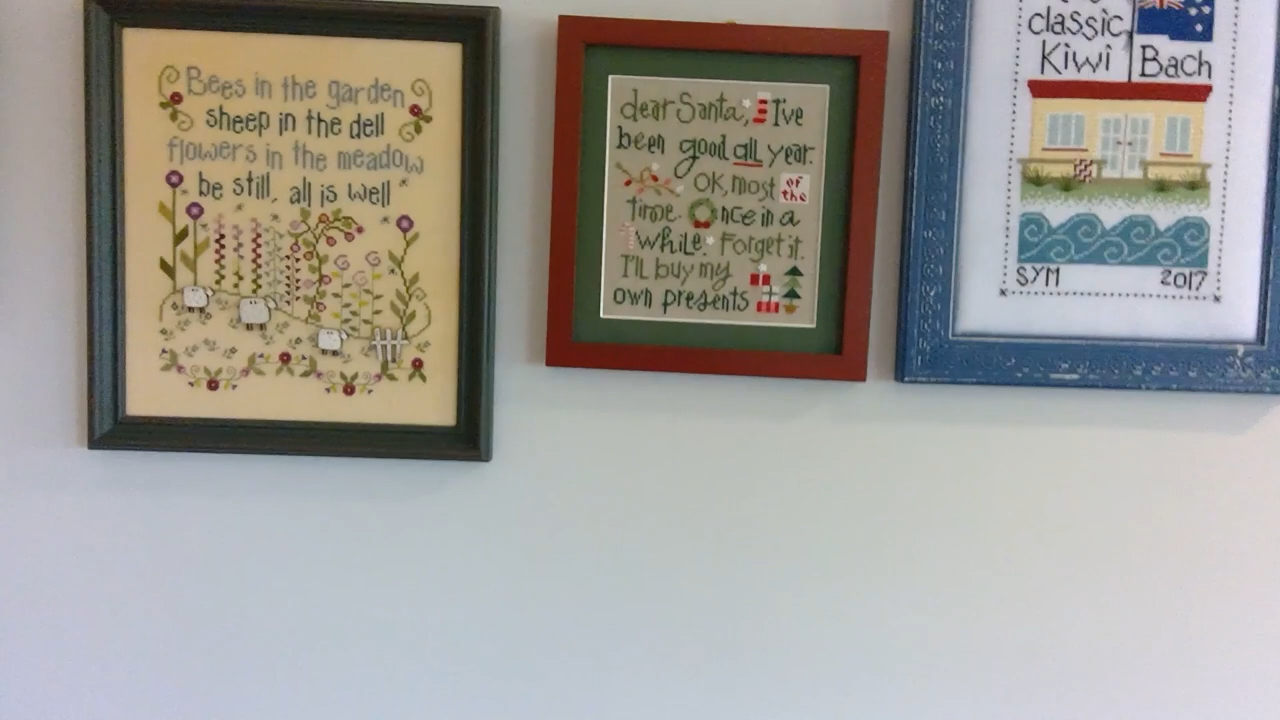 Bees in the garden
sheep in the dell
flowers in the meadow
be still, all is well
dear Santa, I've
been good all year.
OK, most of the
time. Once in a
while. Forget it.
I'll buy my
own presents
classic
Kiwi Bach
SYM 2017